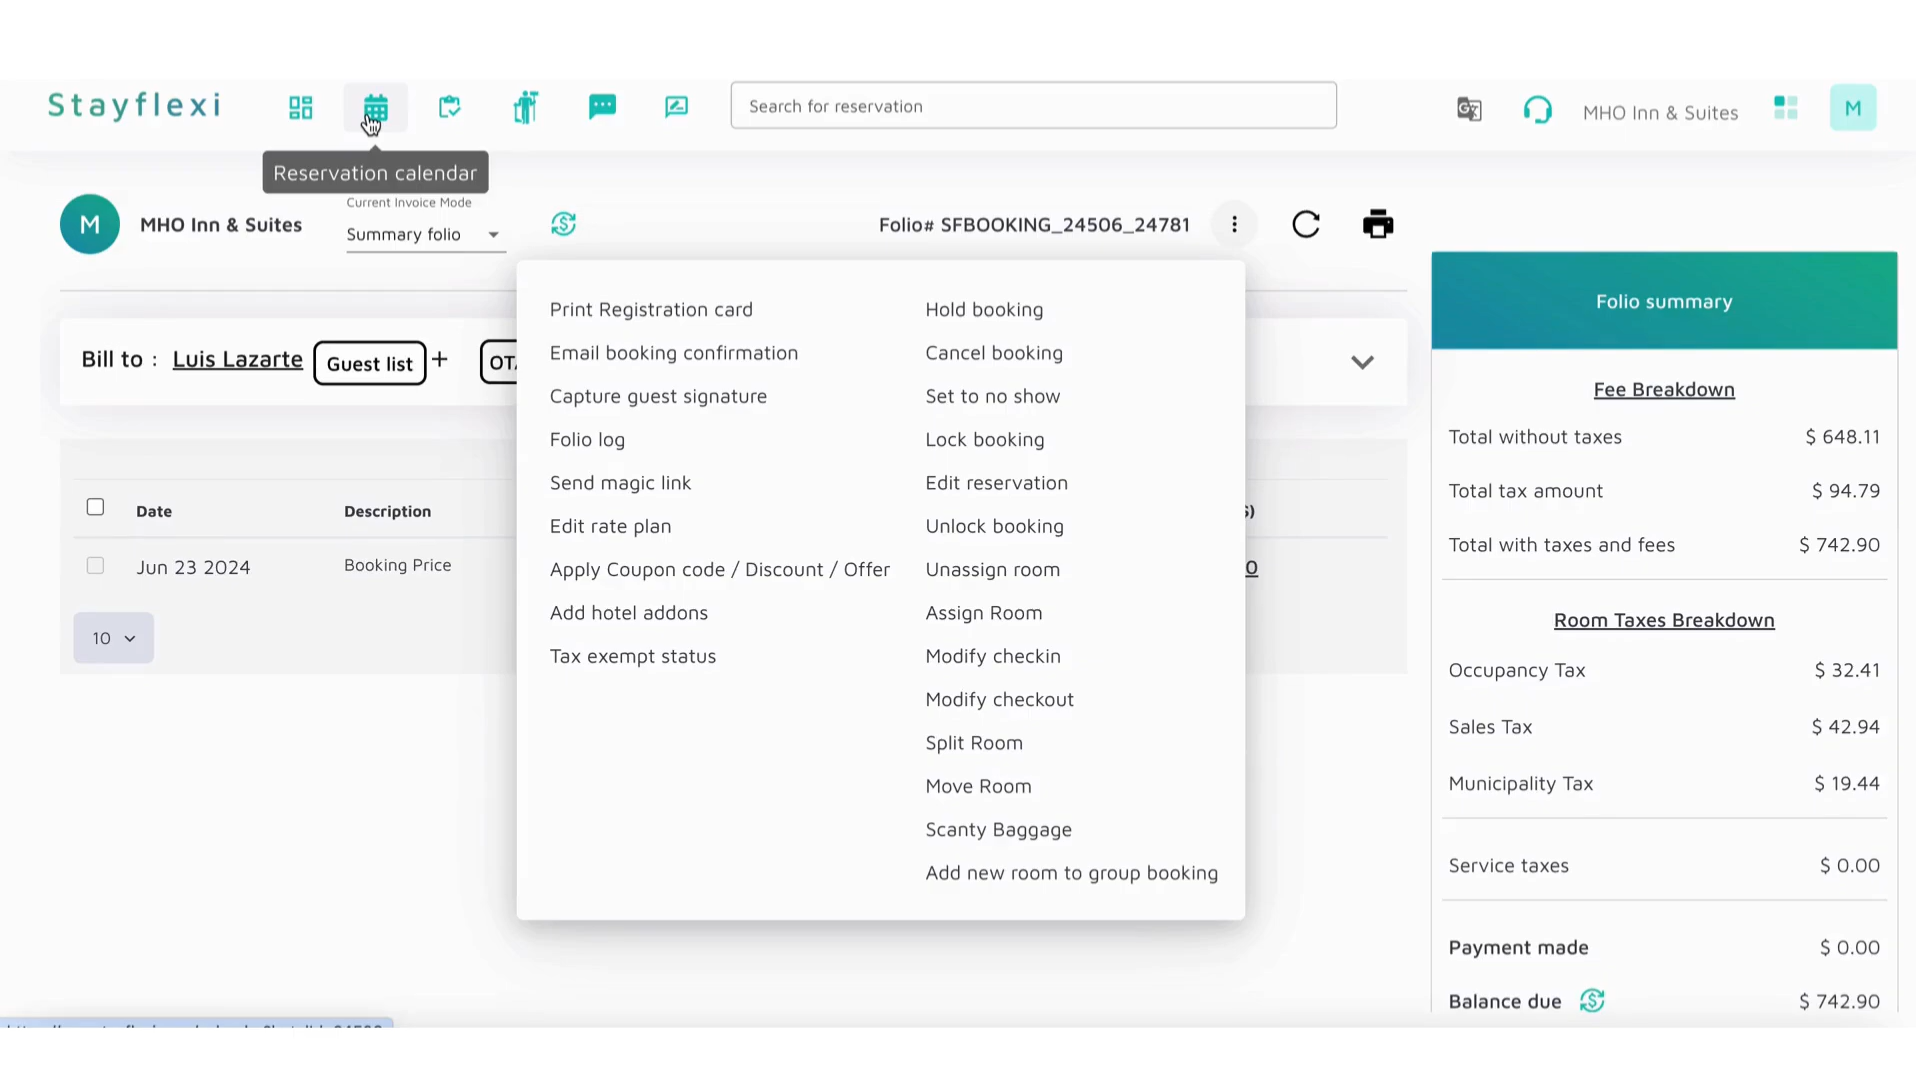 Stayflexi
Search for reservation
MHO Inn & Suites
M
Reservation calendar
M
MHO Inn & Suites
Current Invoice Mode
Summary folio
Folio# SFBOOKING_24506_24781
Bill to : Luis Lazarte
Guest list
+
Date
Description
Jun 23 2024
Booking Price
10
Print Registration card
Email booking confirmation
Capture guest signature
Folio log
Send magic link
Edit rate plan
Apply Coupon code / Discount / Offer
Add hotel addons
Tax exempt status
Hold booking
Cancel booking
Set to no show
Lock booking
Edit reservation
Unlock booking
Unassign room
Assign Room
Modify checkin
Modify checkout
Split Room
Move Room
Scanty Baggage
Add new room to group booking
Folio summary
Fee Breakdown
Total without taxes $ 648.11
Total tax amount $ 94.79
Total with taxes and fees $ 742.90
Room Taxes Breakdown
Occupancy Tax $ 32.41
Sales Tax $ 42.94
Municipality Tax $ 19.44
Service taxes $ 0.00
Payment made $ 0.00
Balance due $ 742.90